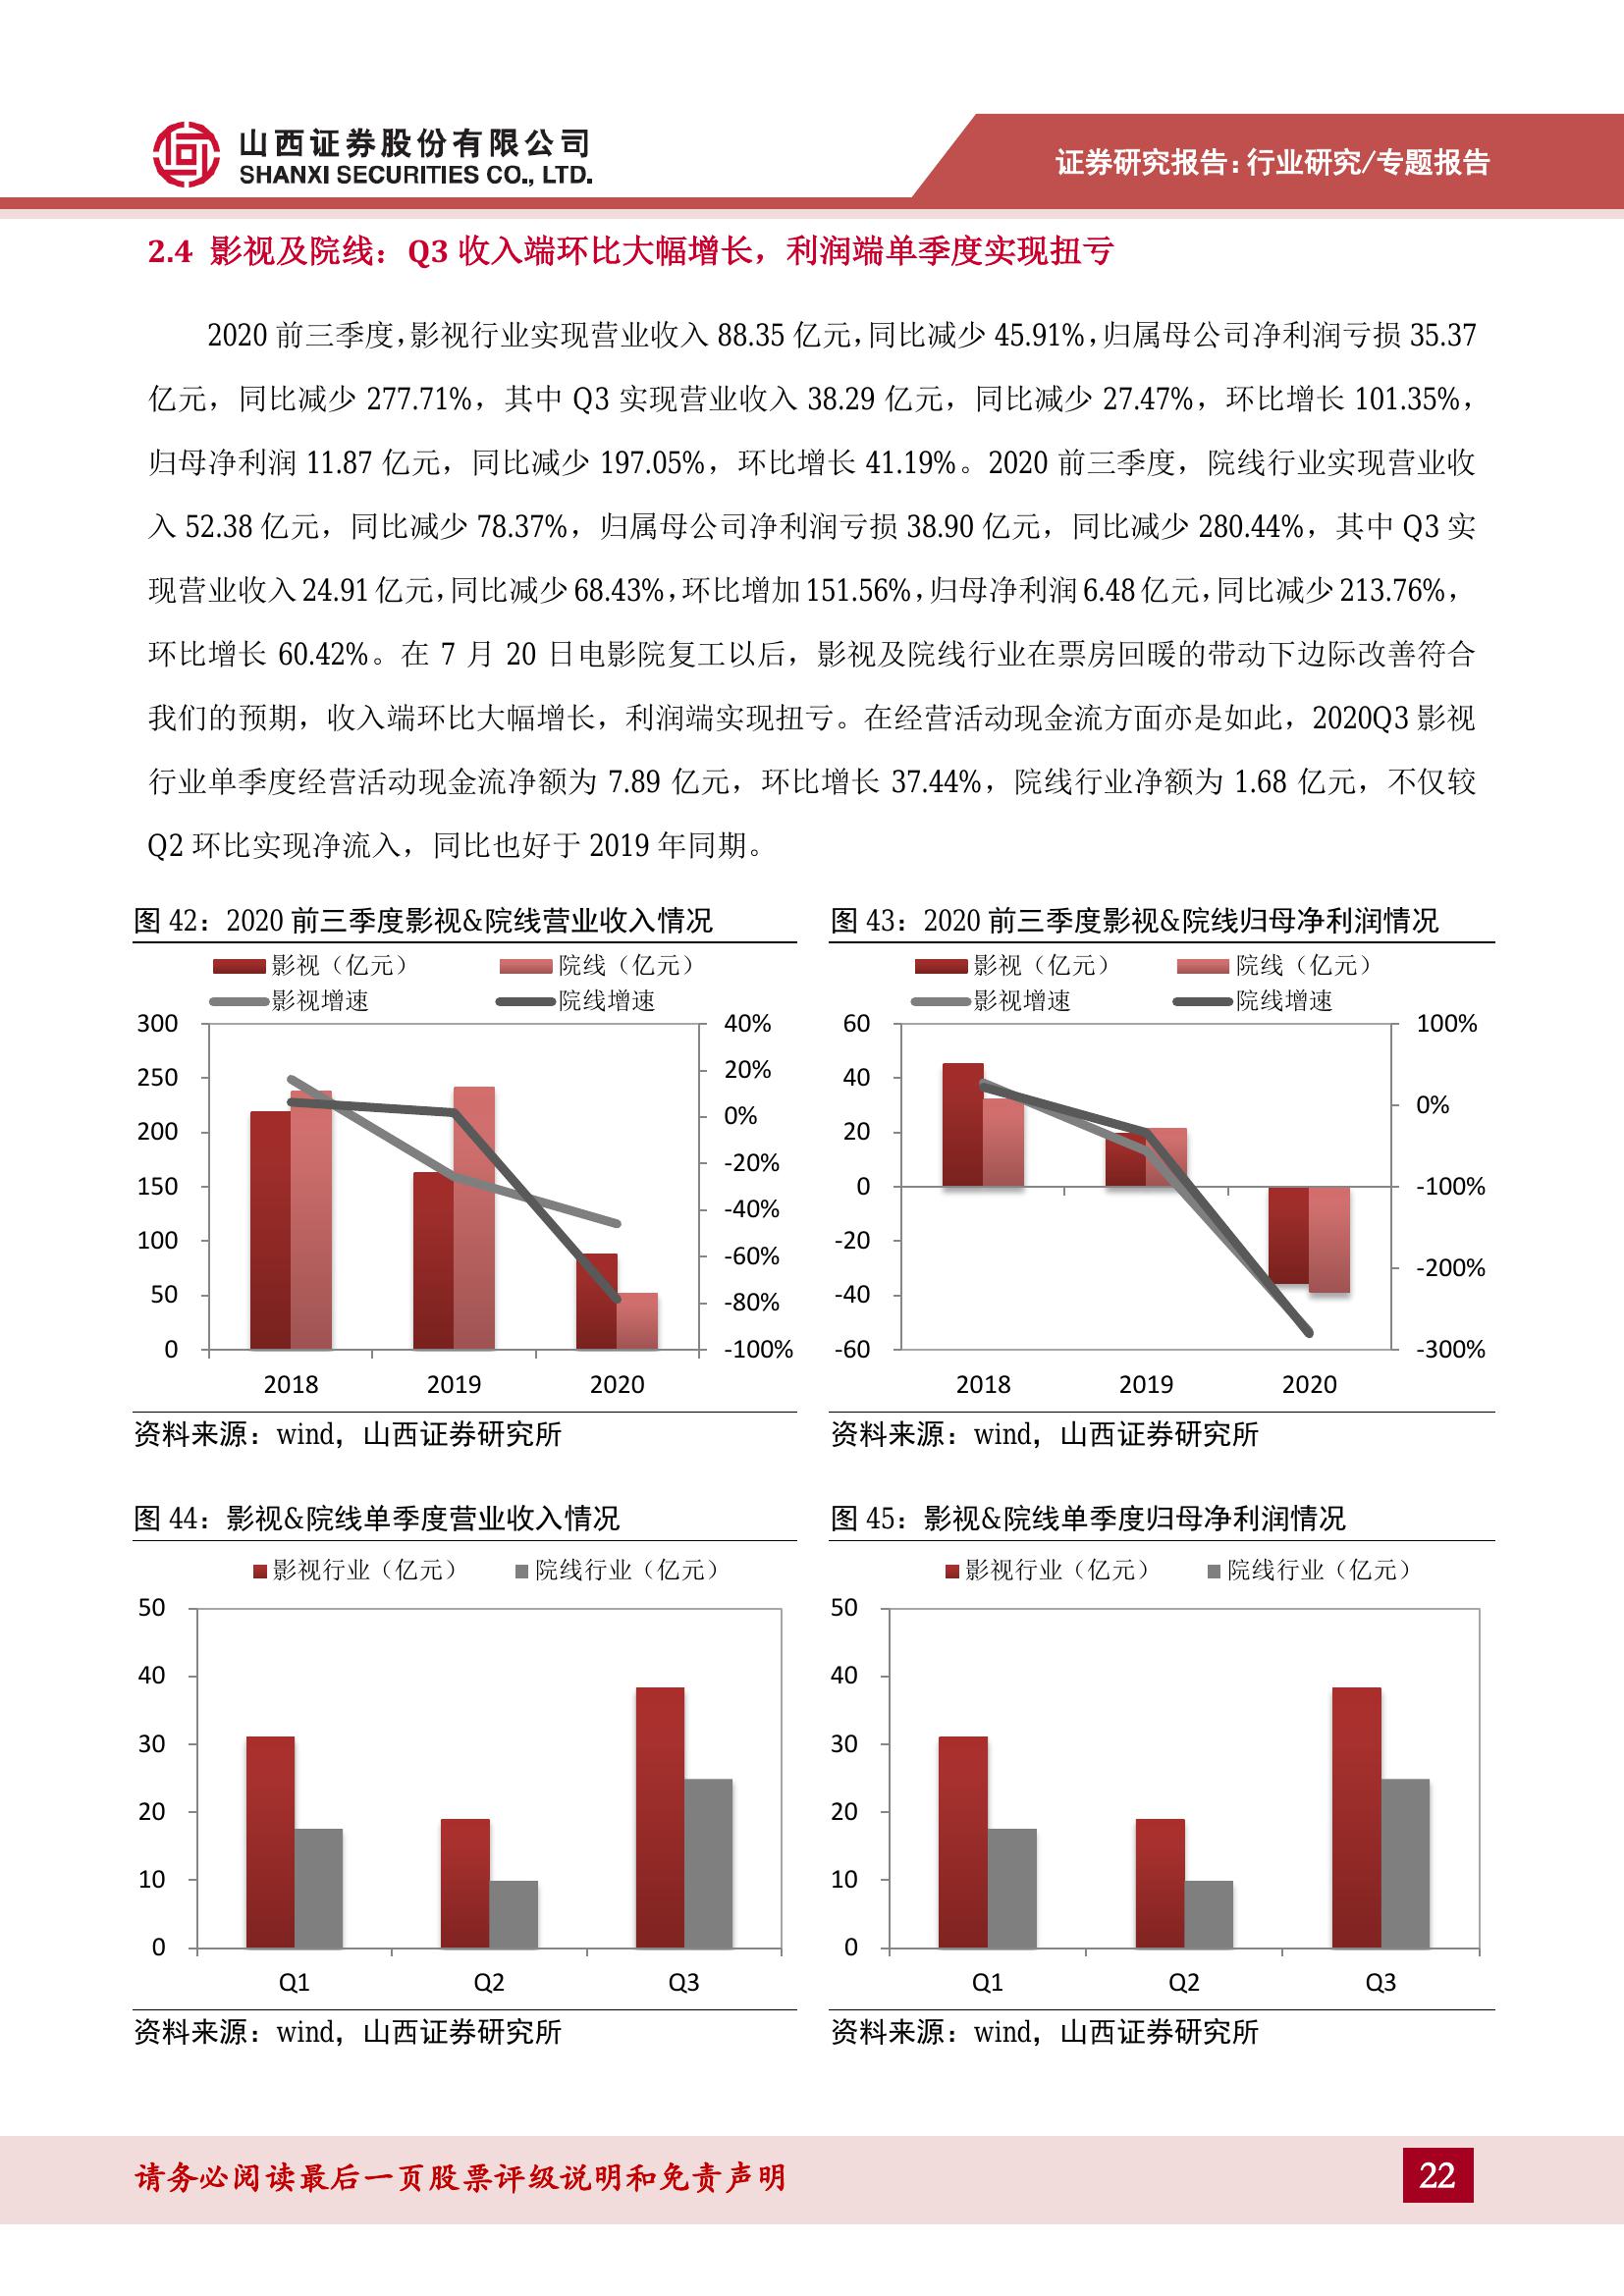 山西证券股份有限公司
SHANXI SECURITIES CO., LTD.
证券研究报告:行业研究/专题报告
2.4 影视及院线：Q3 收入端环比大幅增长，利润端单季度实现扭亏
2020 前三季度，影视行业实现营业收入 88.35 亿元，同比减少 45.91%，归属母公司净利润亏损 35.37
亿元，同比减少 277.71%，其中 Q3 实现营业收入 38.29 亿元，同比减少 27.47%，环比增长 101.35%，
归母净利润 11.87 亿元，同比减少 197.05%，环比增长 41.19%。2020 前三季度，院线行业实现营业收
入 52.38 亿元，同比减少 78.37%，归属母公司净利润亏损 38.90 亿元，同比减少 280.44%，其中 Q3 实
现营业收入 24.91 亿元，同比减少 68.43%，环比增加 151.56%，归母净利润 6.48 亿元，同比减少 213.76%，
环比增长 60.42%。在 7 月 20 日电影院复工以后，影视及院线行业在票房回暖的带动下边际改善符合
我们的预期，收入端环比大幅增长，利润端实现扭亏。在经营活动现金流方面亦是如此，2020Q3 影视
行业单季度经营活动现金流净额为 7.89 亿元，环比增长 37.44%，院线行业净额为 1.68 亿元，不仅较
Q2 环比实现净流入，同比也好于 2019 年同期。
图 42：2020 前三季度影视&院线营业收入情况
影视（亿元） 院线（亿元）
影视增速 院线增速
300 40%
250 20%
200 0%
150 -20%
100 -40%
50 -60%
0 -80%
-100%
2018 2019 2020
资料来源：wind，山西证券研究所
图 43：2020 前三季度影视&院线归母净利润情况
影视（亿元） 院线（亿元）
影视增速 院线增速
60 100%
40 0%
20 -100%
0 -200%
-20 -300%
-40
-60
2018 2019 2020
资料来源：wind，山西证券研究所
图 44：影视&院线单季度营业收入情况
影视行业（亿元） 院线行业（亿元）
50
40
30
20
10
0
Q1 Q2 Q3
资料来源：wind，山西证券研究所
图 45：影视&院线单季度归母净利润情况
影视行业（亿元） 院线行业（亿元）
50
40
30
20
10
0
Q1 Q2 Q3
资料来源：wind，山西证券研究所
请务必阅读最后一页股票评级说明和免责声明
22